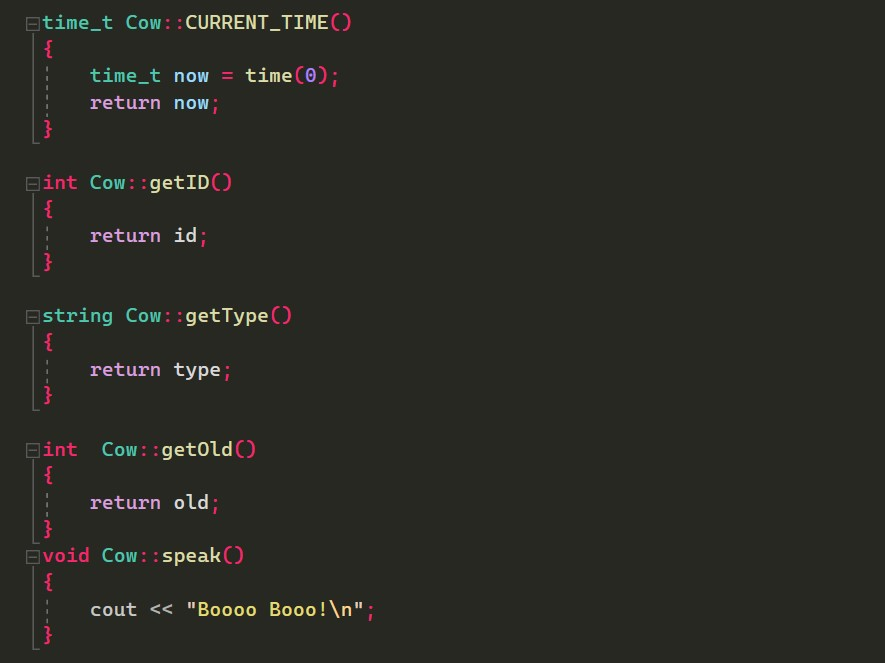 time_t Cow::CURRENT_TIME()
{
    time_t now = time(0);
    return now;
}

int Cow::getID()
{
    return id;
}

string Cow::getType()
{
    return type;
}

int  Cow::getOld()
{
    return old;
}
void Cow::speak()
{
    cout << "Boooo Booo!\n";
}